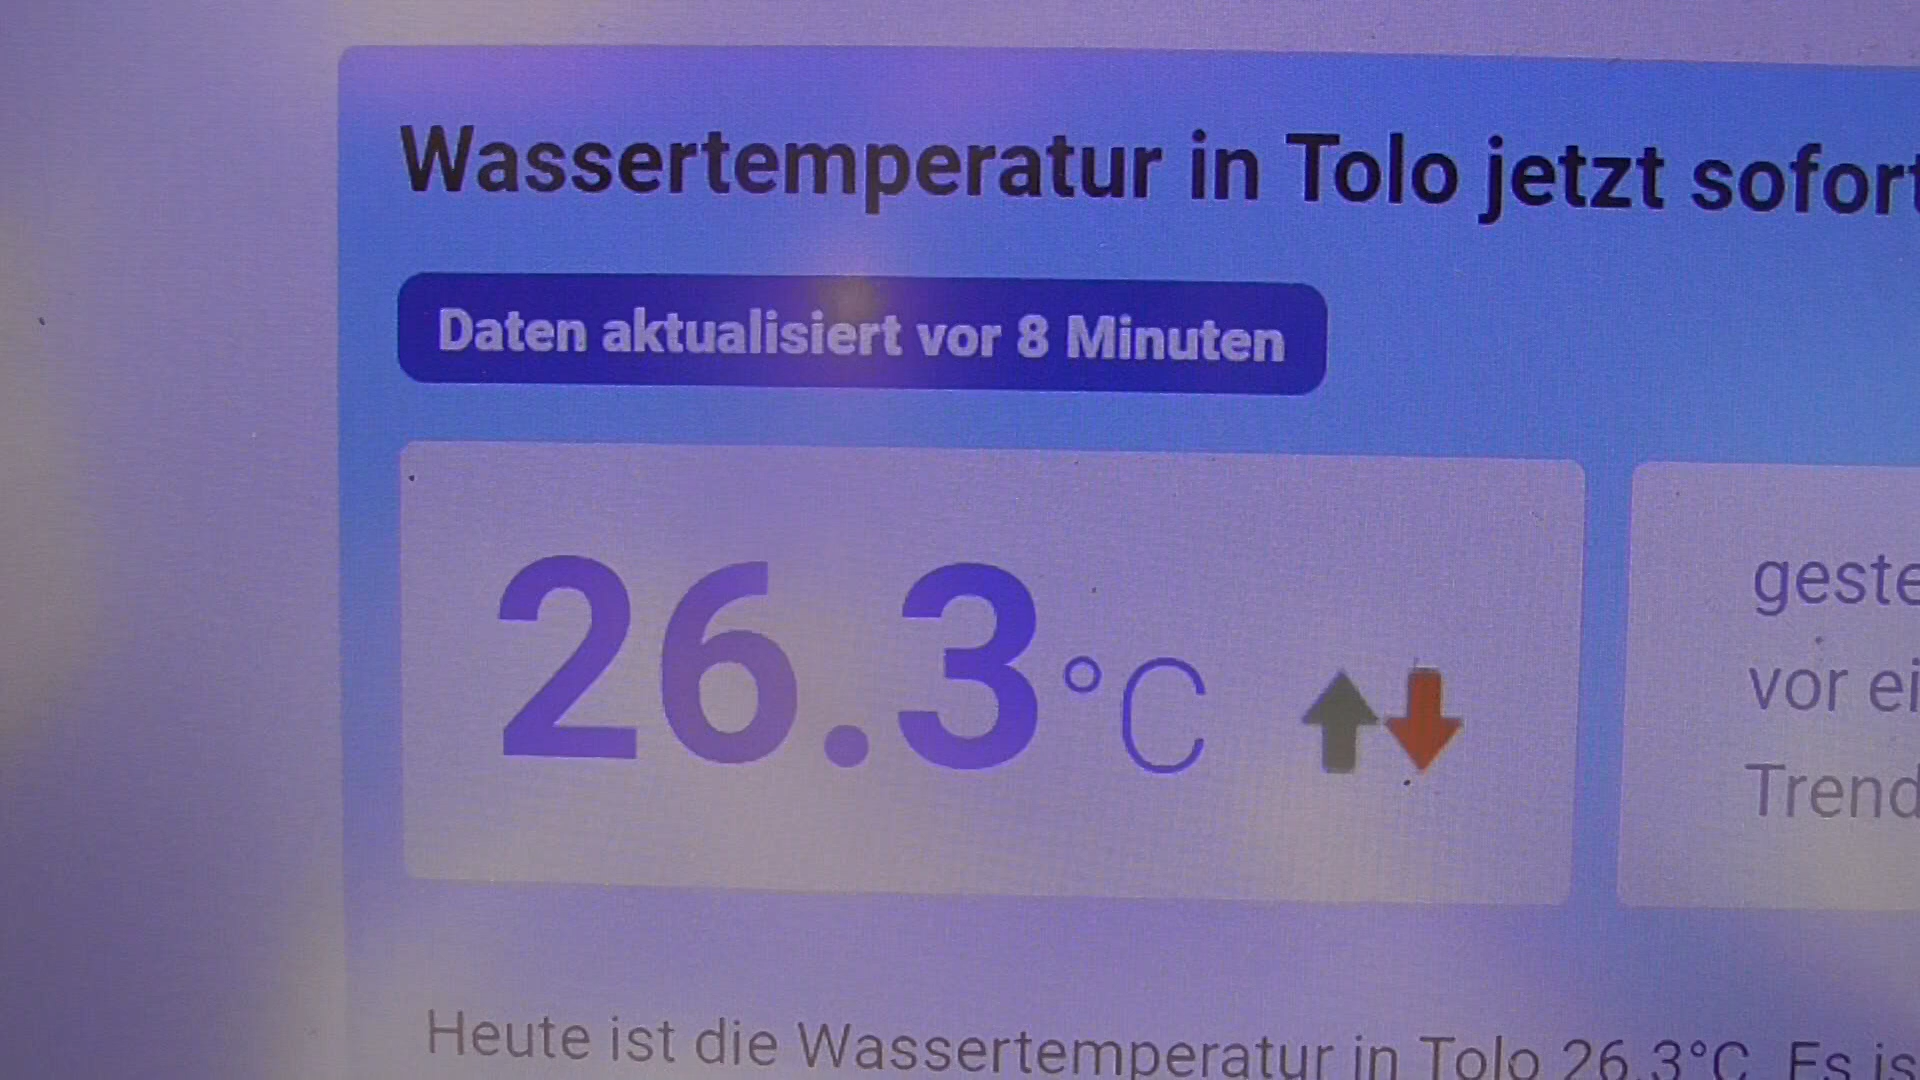 Wassertemperatur in Tolo jetzt sofort
Daten aktualisiert vor 8 Minuten
26.3°C
geste
vor ei
Trend
Heute ist die Wassertemperatur in Tolo 26.3°C. Es is